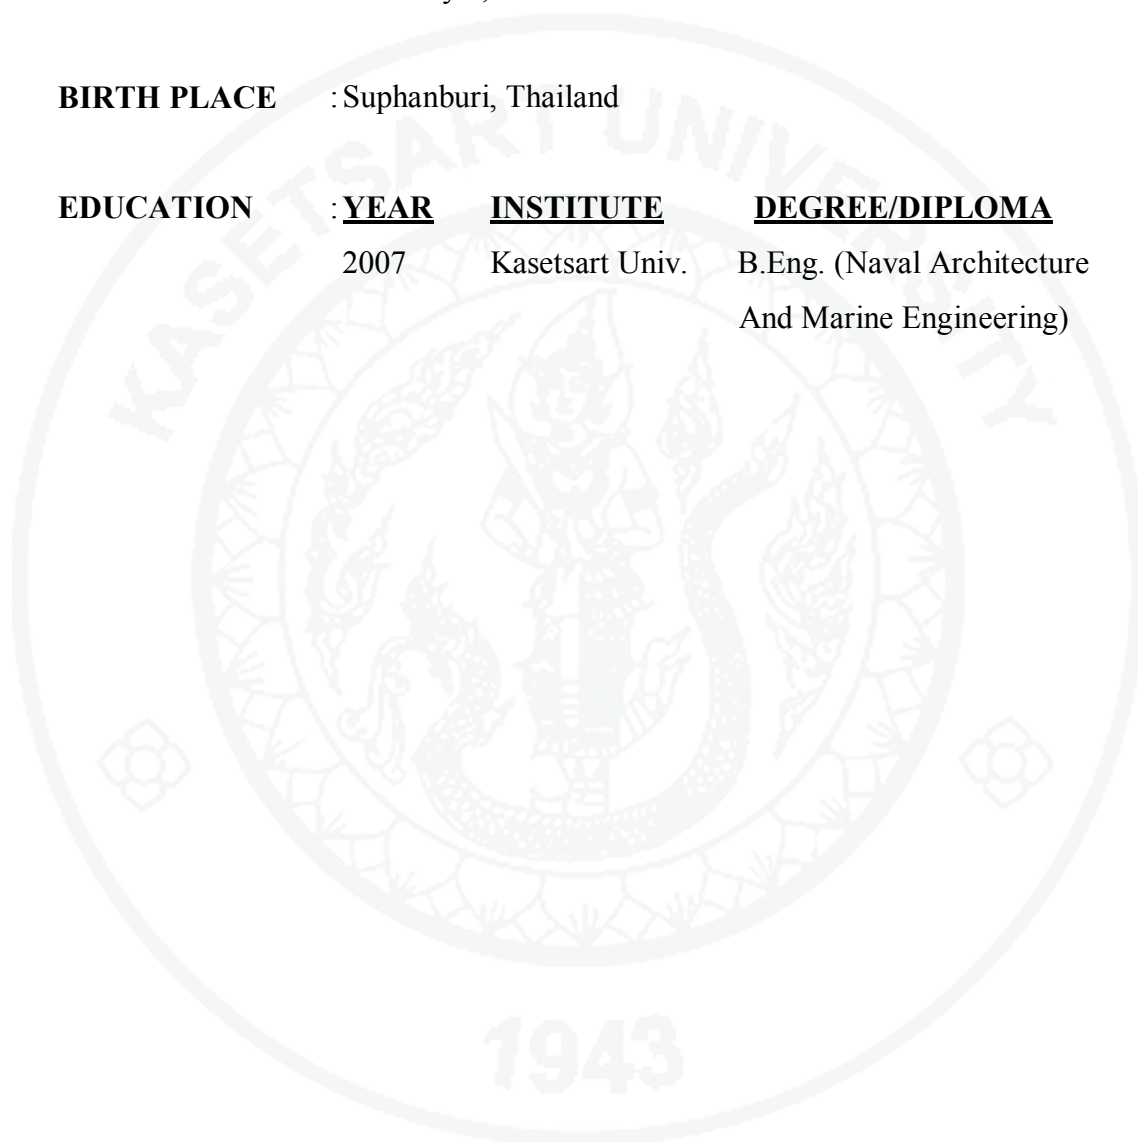 BIRTH PLACE : Suphanburi, Thailand
EDUCATION : YEAR INSTITUTE DEGREE/DIPLOMA
2007 Kasetsart Univ. B.Eng. (Naval Architecture
And Marine Engineering)
KASETSART UNIVERSITY
1943